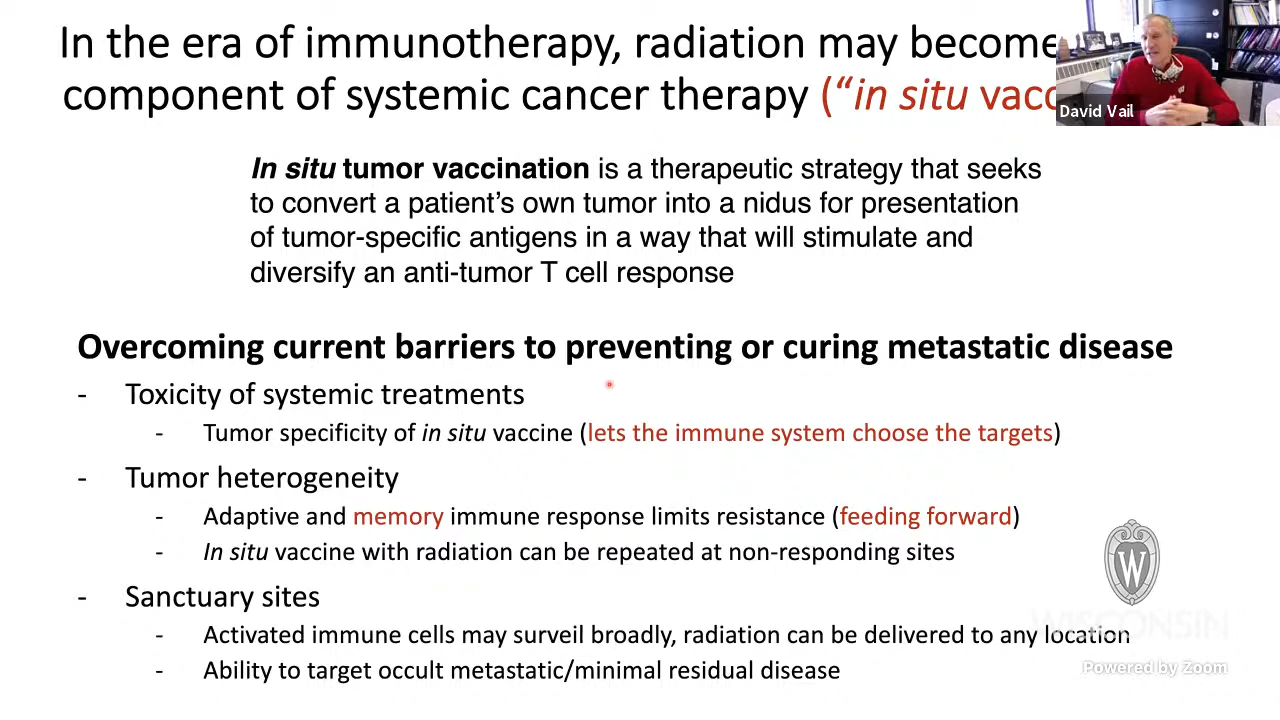 In the era of immunotherapy, radiation may become
component of systemic cancer therapy (“in situ vacc
David Vail
In situ tumor vaccination is a therapeutic strategy that seeks
to convert a patient’s own tumor into a nidus for presentation
of tumor-specific antigens in a way that will stimulate and
diversify an anti-tumor T cell response
Overcoming current barriers to preventing or curing metastatic disease
- Toxicity of systemic treatments
- Tumor specificity of in situ vaccine (lets the immune system choose the targets)
- Tumor heterogeneity
- Adaptive and memory immune response limits resistance (feeding forward)
- In situ vaccine with radiation can be repeated at non-responding sites
- Sanctuary sites
- Activated immune cells may surveil broadly, radiation can be delivered to any location
- Ability to target occult metastatic/minimal residual disease
W
WISCONSIN
Powered by Zoom